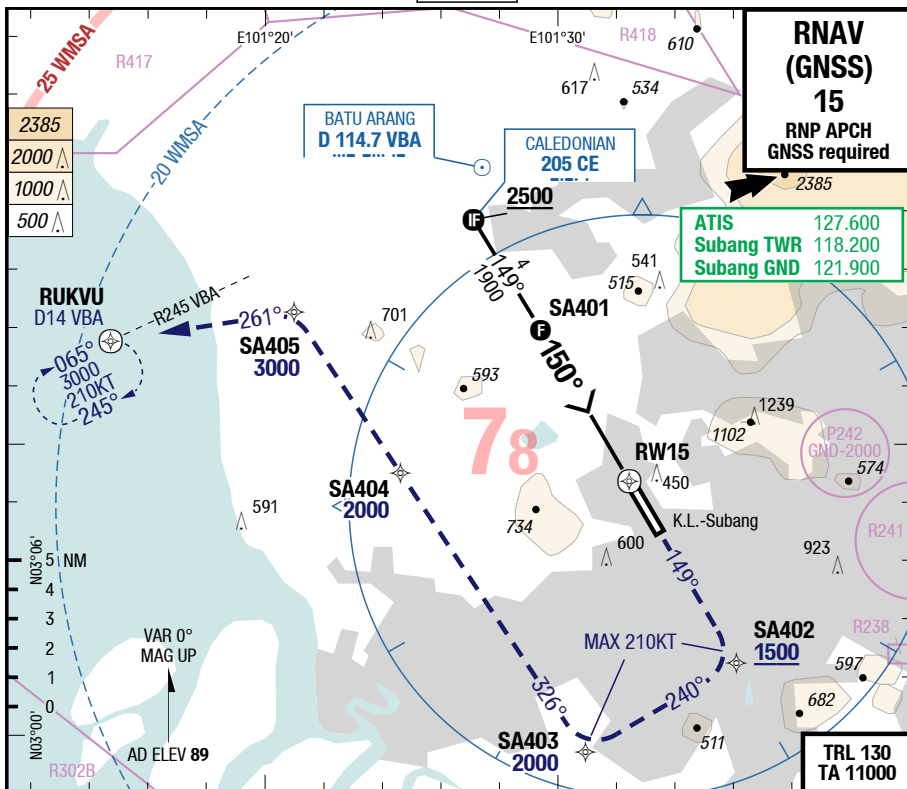 25 WMSA
R417
E101°20'
E101°30'
R418
610
RNAV
(GNSS)
15
RNP APCH
GNSS required
617
534
2385
2000
1000
500
20 WMSA
BATU ARANG
D 114.7 VBA
CALEDONIAN
205 CE
2385
2500
ATIS 127.600
Subang TWR 118.200
Subang GND 121.900
4
149°
1900
541
515
RUKVU
D14 VBA
R245 VBA
261°
SA405
3000
701
SA401
F
IF
150°
065°
3000
210KT
245°
593
78
1239
1102
P242
GND-2000
574
RW15
450
SA404
2000
591
734
K.L.-Subang
600
R241
923
N03°06'
5 NM
4
3
2
1
0
149°
VAR 0°
MAG UP
MAX 210KT
SA402
1500
R238
597
326°
240°
682
N03°00'
AD ELEV 89
SA403
2000
511
R302B
TRL 130
TA 11000